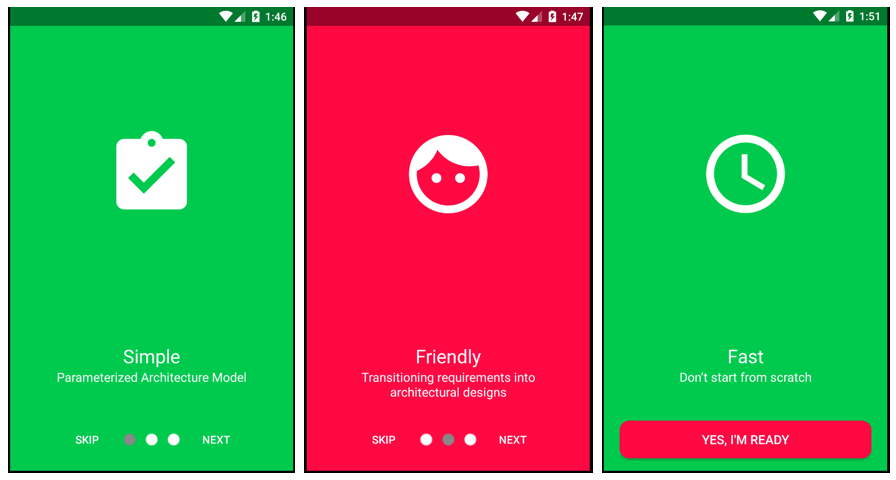 1:46
Simple
Parameterized Architecture Model
SKIP
NEXT
1:47
Friendly
Transitioning requirements into
architectural designs
SKIP
NEXT
1:51
Fast
Don't start from scratch
YES, I'M READY